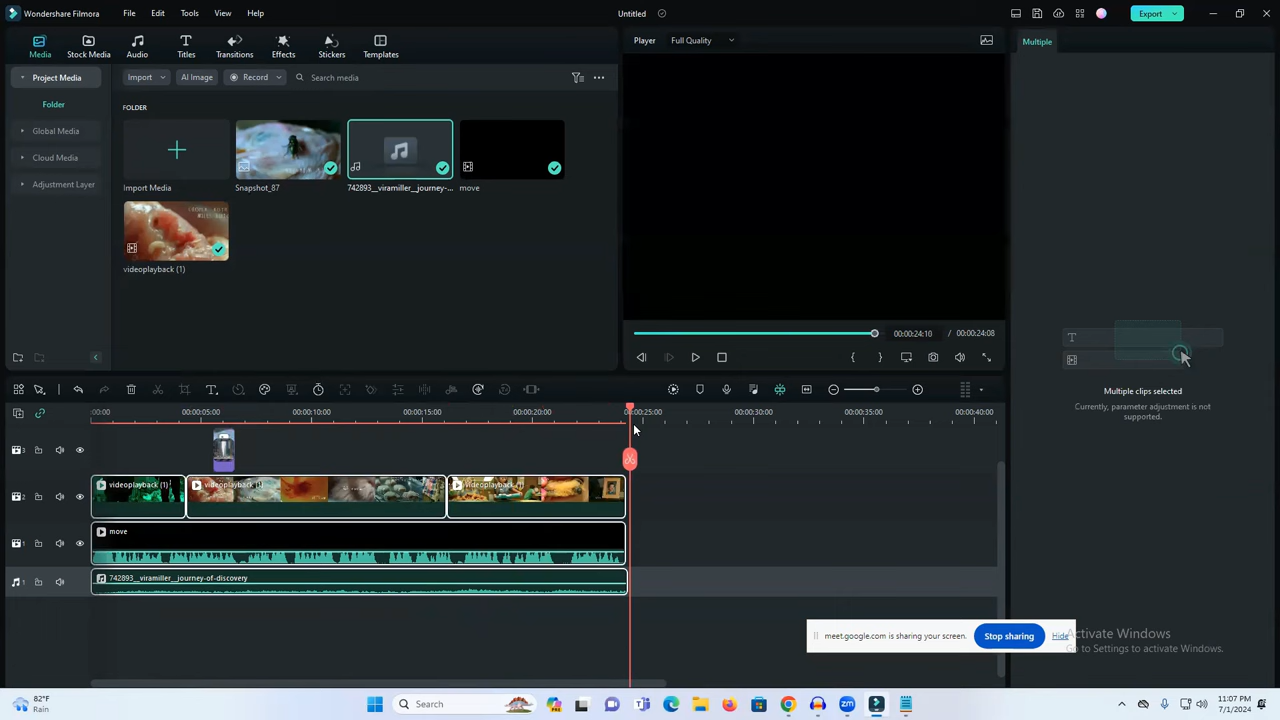 Wondershare Filmora
File
Edit
Tools
View
Help
Untitled
Export
Media
Stock Media
Audio
Titles
Transitions
Effects
Stickers
Templates
Player
Full Quality
Multiple
Project Media
Import
AI Image
Record
Search media
Folder
FOLDER
Global Media
Cloud Media
Adjustment Layer
Import Media
Snapshot_87
742893__viramiller__journey-...
move
videoplayback (1)
00:00:24:10
/ 00:00:24:08
{
}
Multiple clips selected
Currently, parameter adjustment is not
supported.
:00:00
00:00:05:00
00:00:10:00
00:00:15:00
00:00:20:00
00:00:25:00
00:00:30:00
00:00:35:00
00:00:40:00
3
2
videoplayback (1)
videoplayback (1)
videoplayback (1)
1
move
1
742893__viramiller__journey-of-discovery
meet.google.com is sharing your screen.
Stop sharing
Hide
Activate Windows
Go to Settings to activate Windows.
82°F
Rain
Search
zm
11:07 PM
7/1/2024